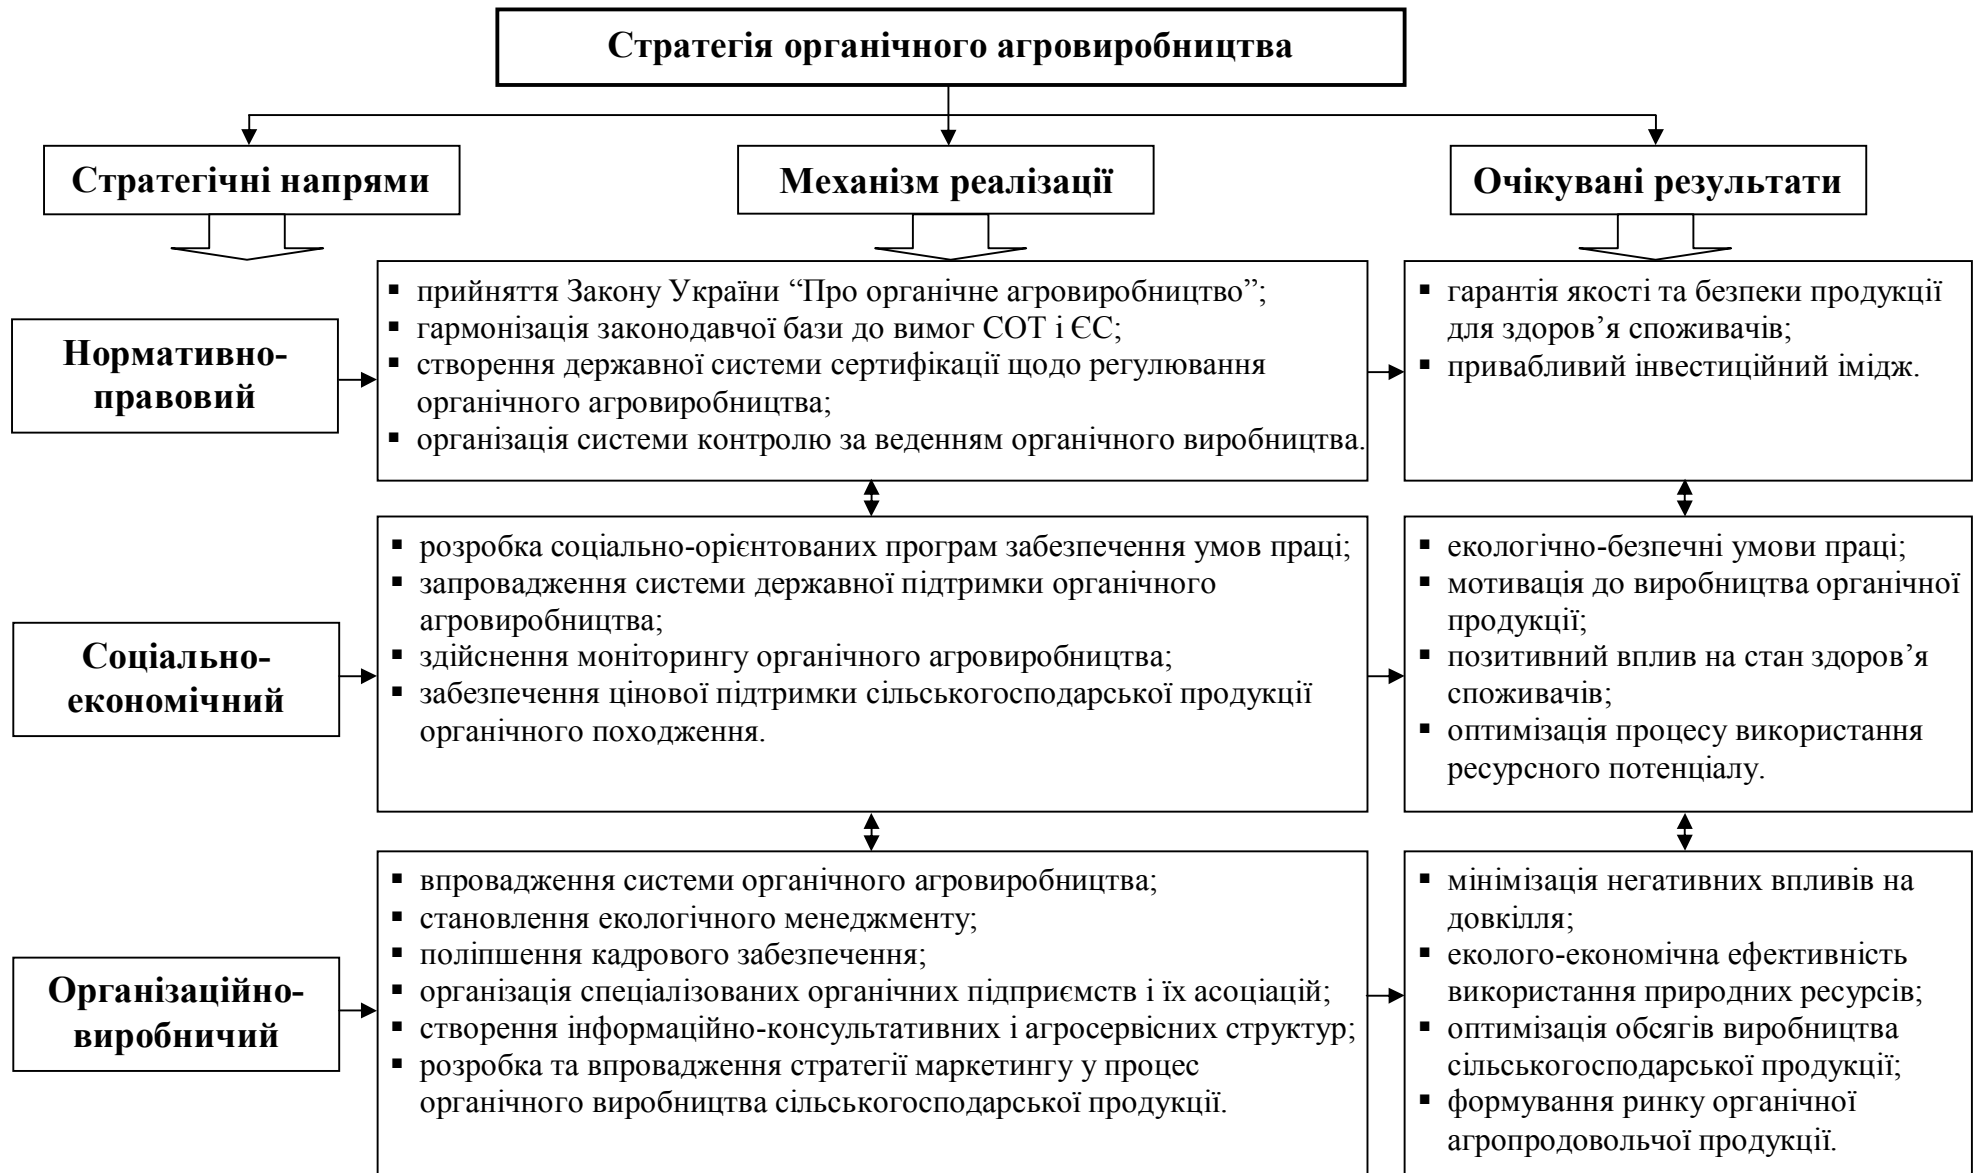 Стратегія органічного агровиробництва
Стратегічні напрями
Механізм реалізації
Очікувані результати
Нормативно-
правовий
▪ прийняття Закону України “Про органічне агровиробництво”;
▪ гармонізація законодавчої бази до вимог СОТ і ЄС;
▪ створення державної системи сертифікації щодо регулювання
органічного агровиробництва;
▪ організація системи контролю за веденням органічного виробництва.
▪ гарантія якості та безпеки продукції
для здоров’я споживачів;
▪ привабливий інвестиційний імідж.
Соціально-
економічний
▪ розробка соціально-орієнтованих програм забезпечення умов праці;
▪ запровадження системи державної підтримки органічного
агровиробництва;
▪ здійснення моніторингу органічного агровиробництва;
▪ забезпечення цінової підтримки сільськогосподарської продукції
органічного походження.
▪ екологічно-безпечні умови праці;
▪ мотивація до виробництва органічної
продукції;
▪ позитивний вплив на стан здоров’я
споживачів;
▪ оптимізація процесу використання
ресурсного потенціалу.
Організаційно-
виробничий
▪ впровадження системи органічного агровиробництва;
▪ становлення екологічного менеджменту;
▪ поліпшення кадрового забезпечення;
▪ організація спеціалізованих органічних підприємств і їх асоціацій;
▪ створення інформаційно-консультативних і агросервісних структур;
▪ розробка та впровадження стратегії маркетингу у процес
органічного виробництва сільськогосподарської продукції.
▪ мінімізація негативних впливів на
довкілля;
▪ еколого-економічна ефективність
використання природних ресурсів;
▪ оптимізація обсягів виробництва
сільськогосподарської продукції;
▪ формування ринку органічної
агропродовольчої продукції.